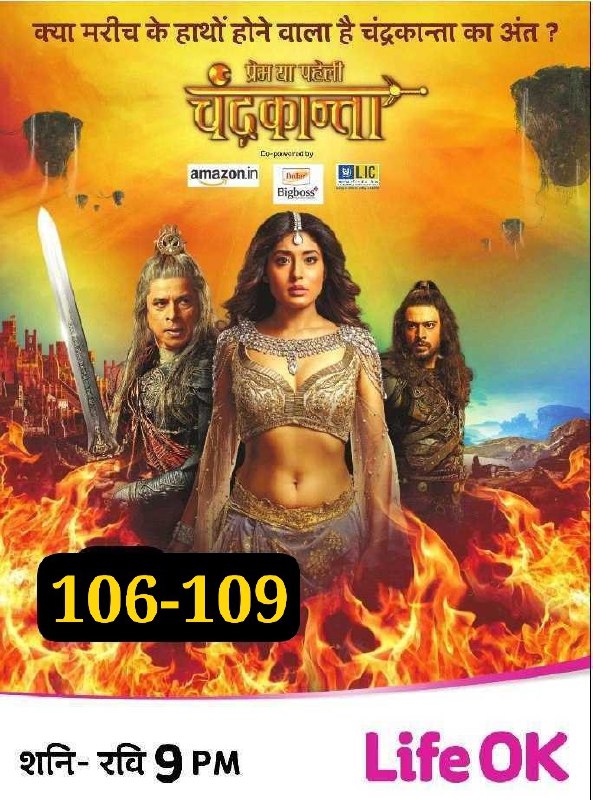 क्या मरीच के हाथों होने वाला है चंद्रकान्ता का अंत ?
प्रेम या पहेली
चंद्रकान्ता
Co-powered by
amazon.in
Bigboss
LIC
106-109
शनि- रवि 9 PM
Life OK